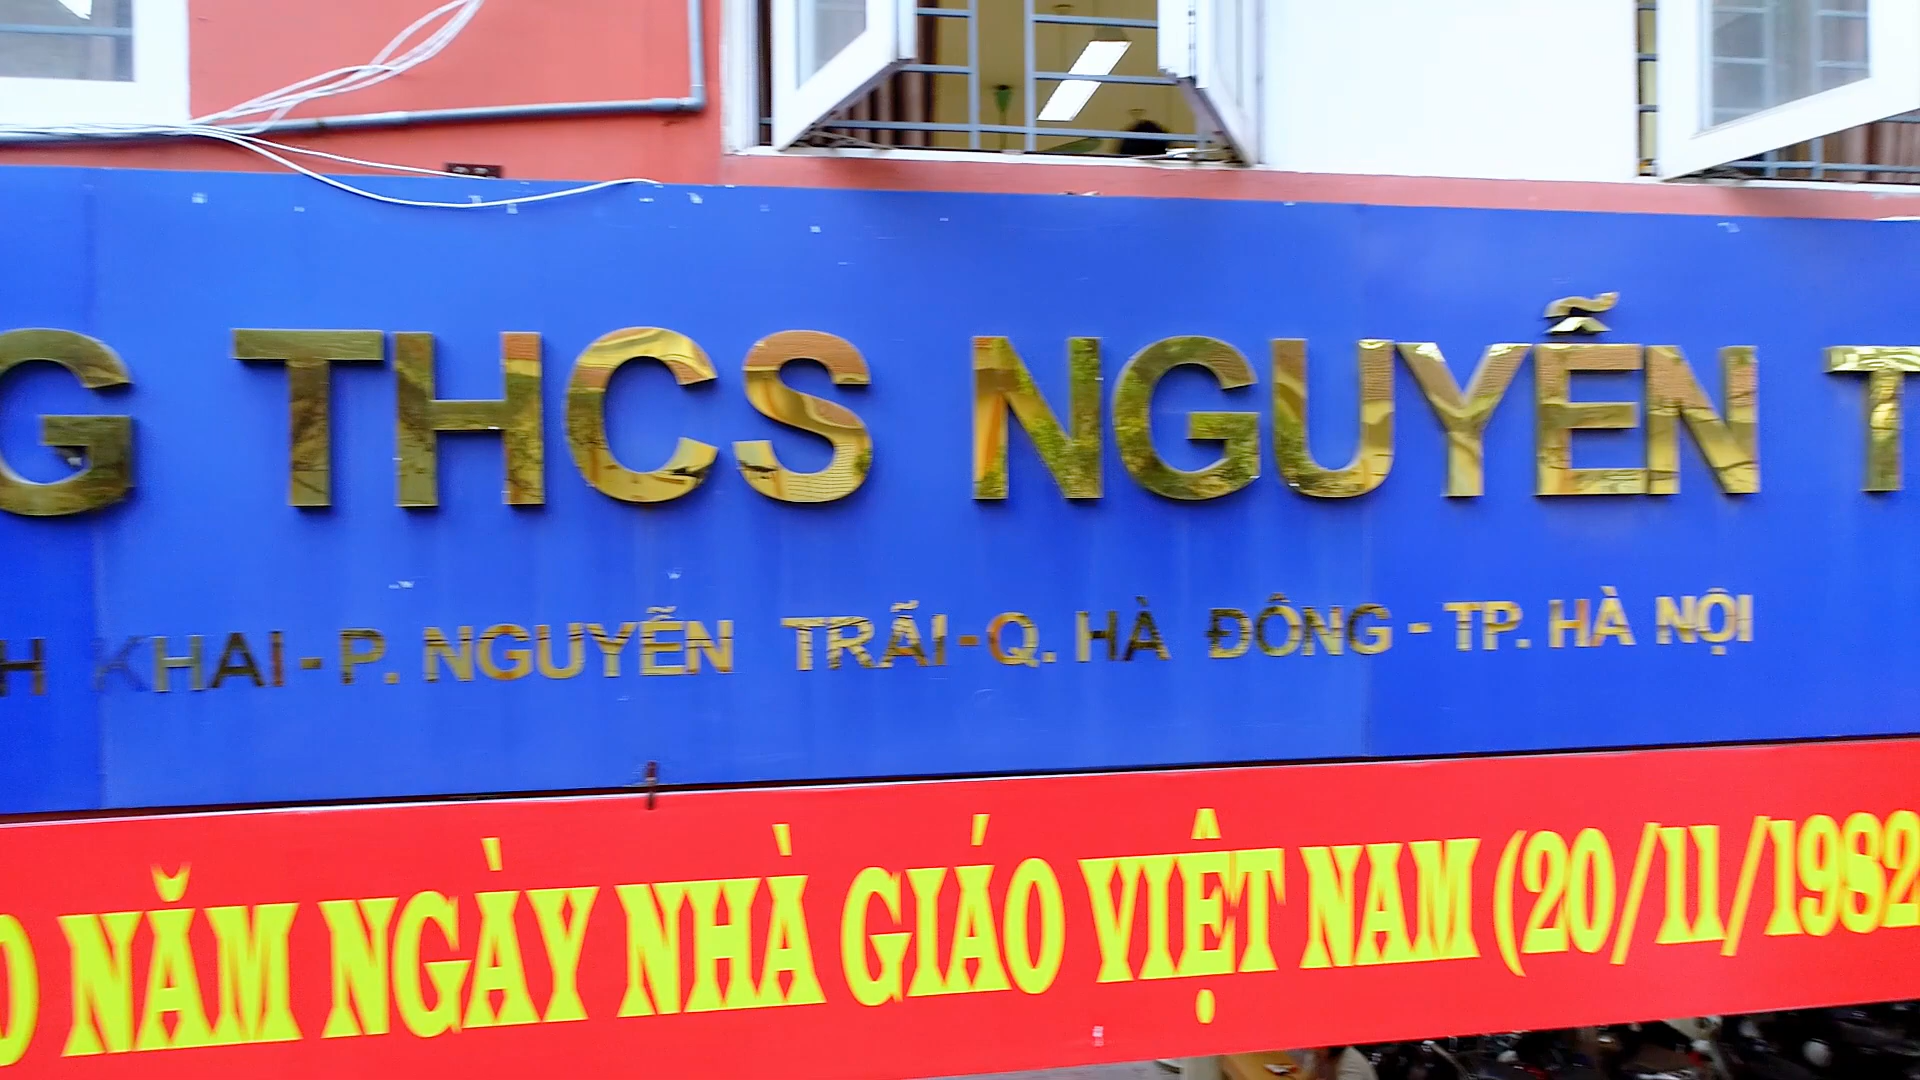 G THCS NGUYỄN T
H KHAI - P. NGUYỄN TRÃI - Q. HÀ ĐÔNG - TP. HÀ NỘI
0 NĂM NGÀY NHÀ GIÁO VIỆT NAM (20/11/1982